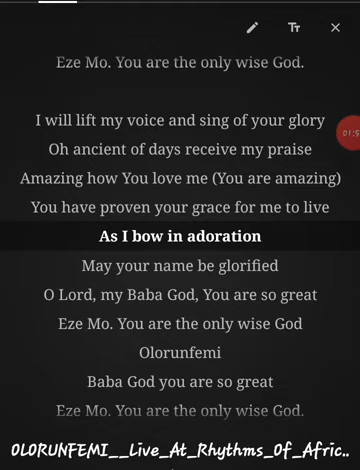 Eze Mo. You are the only wise God.
I will lift my voice and sing of your glory
Oh ancient of days receive my praise
Amazing how You love me (You are amazing)
You have proven your grace for me to live
As I bow in adoration
May your name be glorified
O Lord, my Baba God, You are so great
Eze Mo. You are the only wise God
Olorunfemi
Baba God you are so great
Eze Mo. You are the only wise God.
OLORUNFEMI__Live_At_Rhythms_Of_Afric..